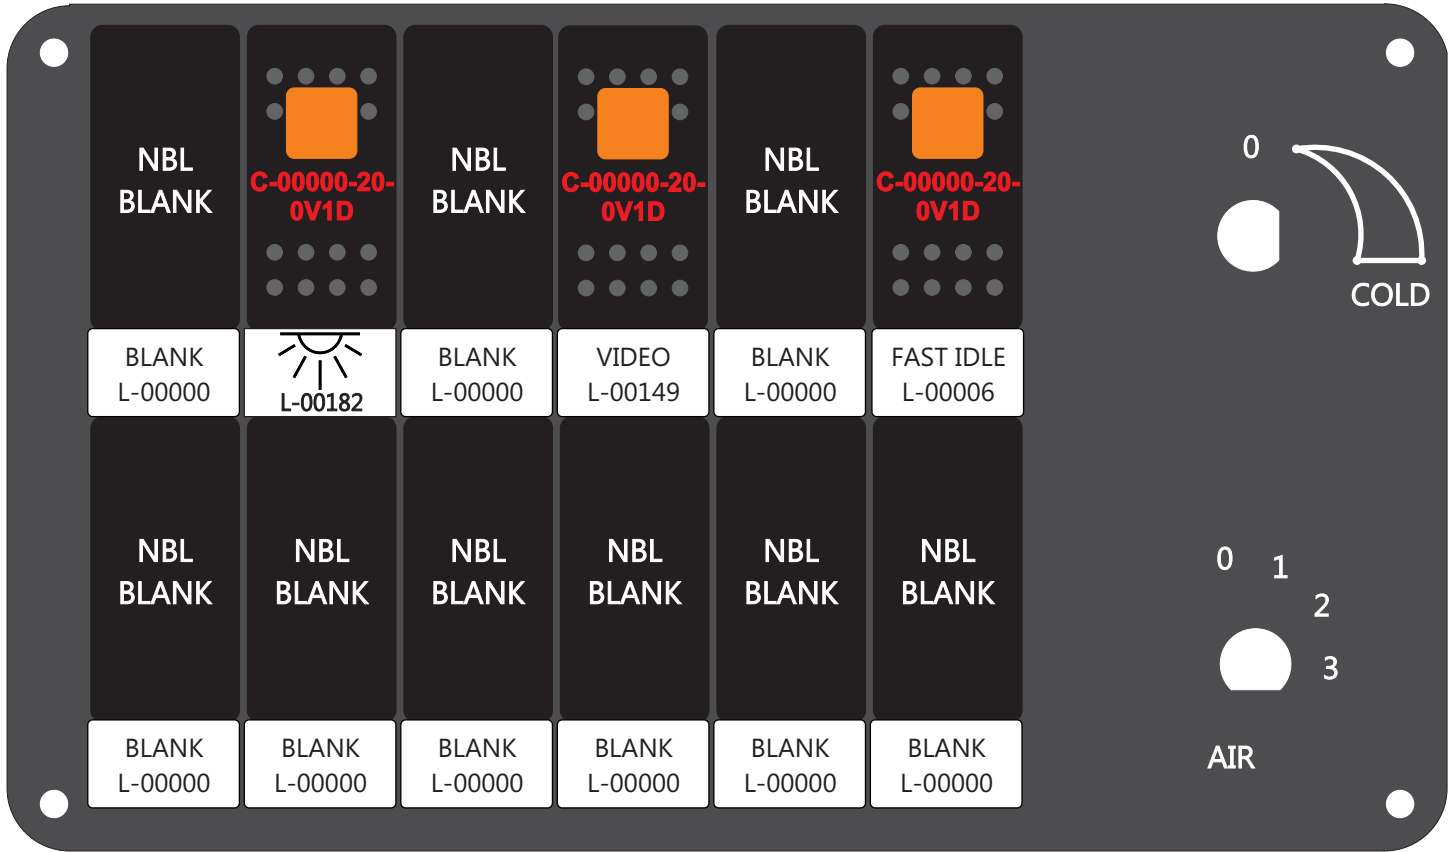 NBL
BLANK
C-00000-20-
0V1D
NBL
BLANK
C-00000-20-
0V1D
NBL
BLANK
C-00000-20-
0V1D
BLANK
L-00000
L-00182
BLANK
L-00000
VIDEO
L-00149
BLANK
L-00000
FAST IDLE
L-00006
NBL
BLANK
NBL
BLANK
NBL
BLANK
NBL
BLANK
NBL
BLANK
NBL
BLANK
BLANK
L-00000
BLANK
L-00000
BLANK
L-00000
BLANK
L-00000
BLANK
L-00000
BLANK
L-00000
0
COLD
0
1
2
3
AIR